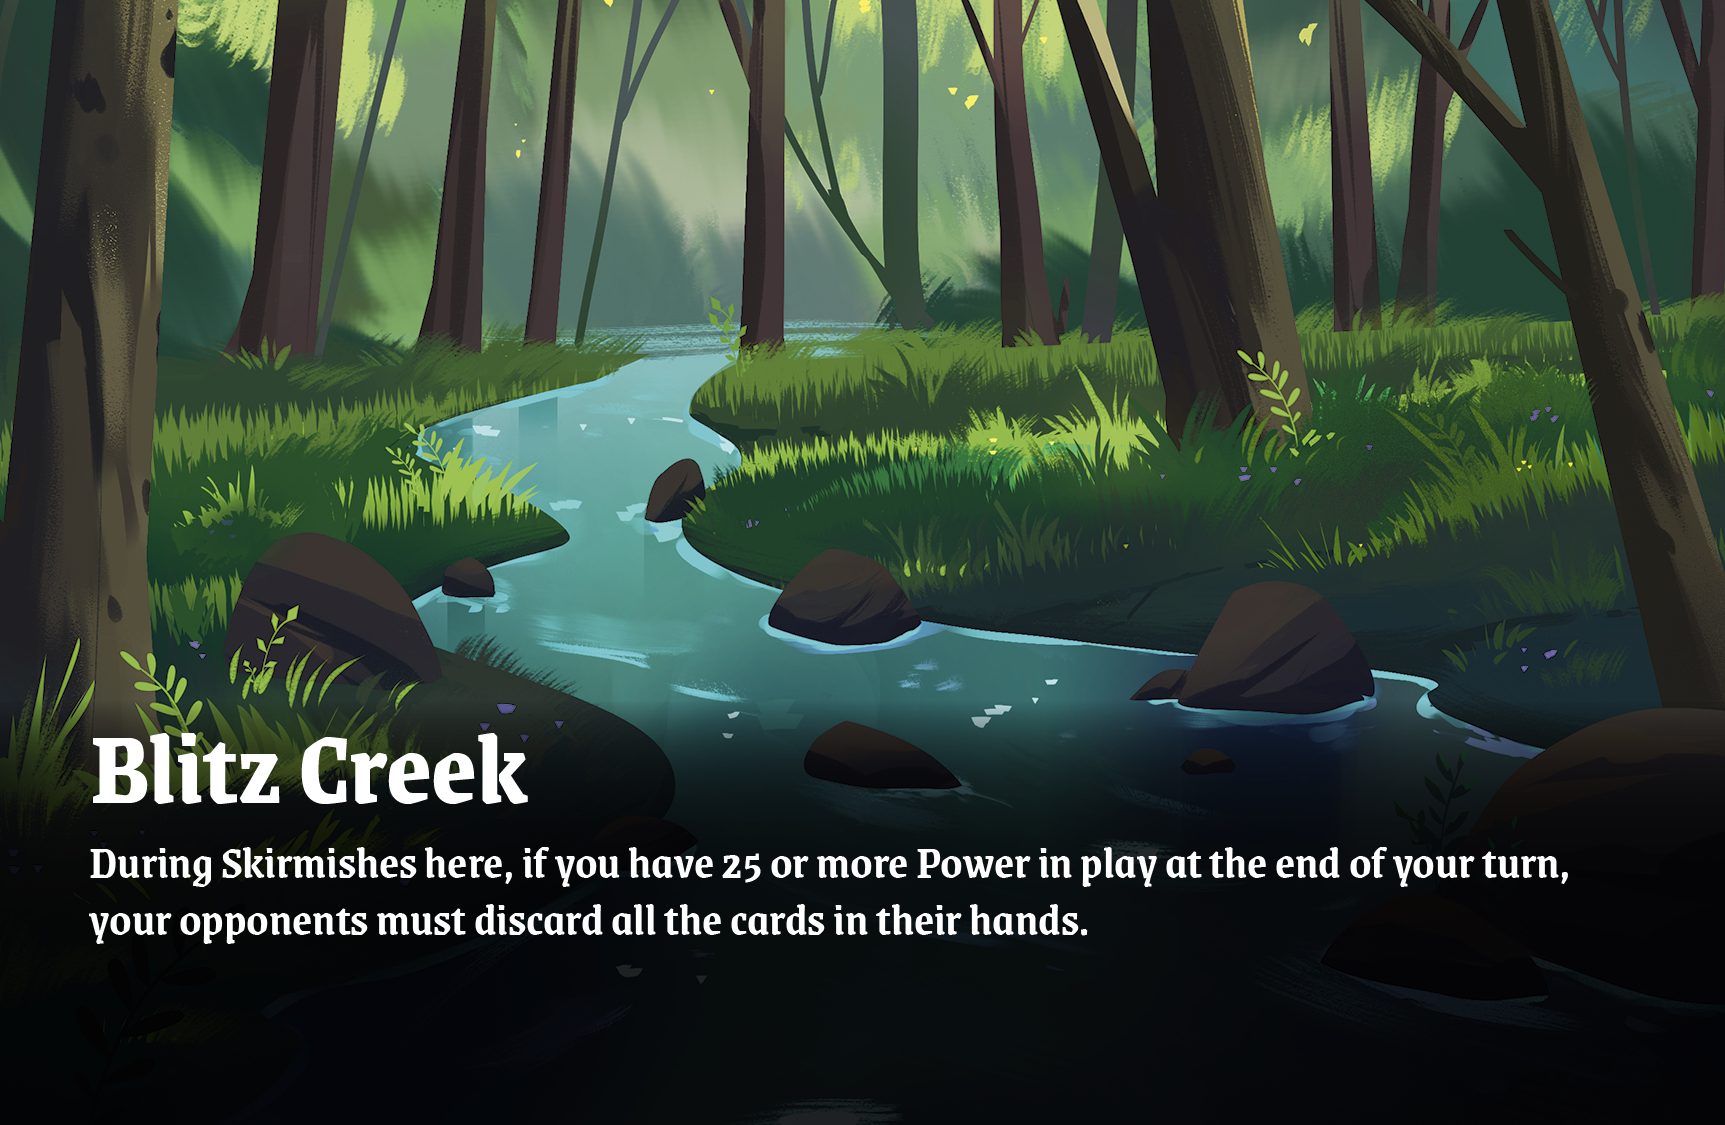 Blitz Creek
During Skirmishes here, if you have 25 or more Power in play at the end of your turn,
your opponents must discard all the cards in their hands.